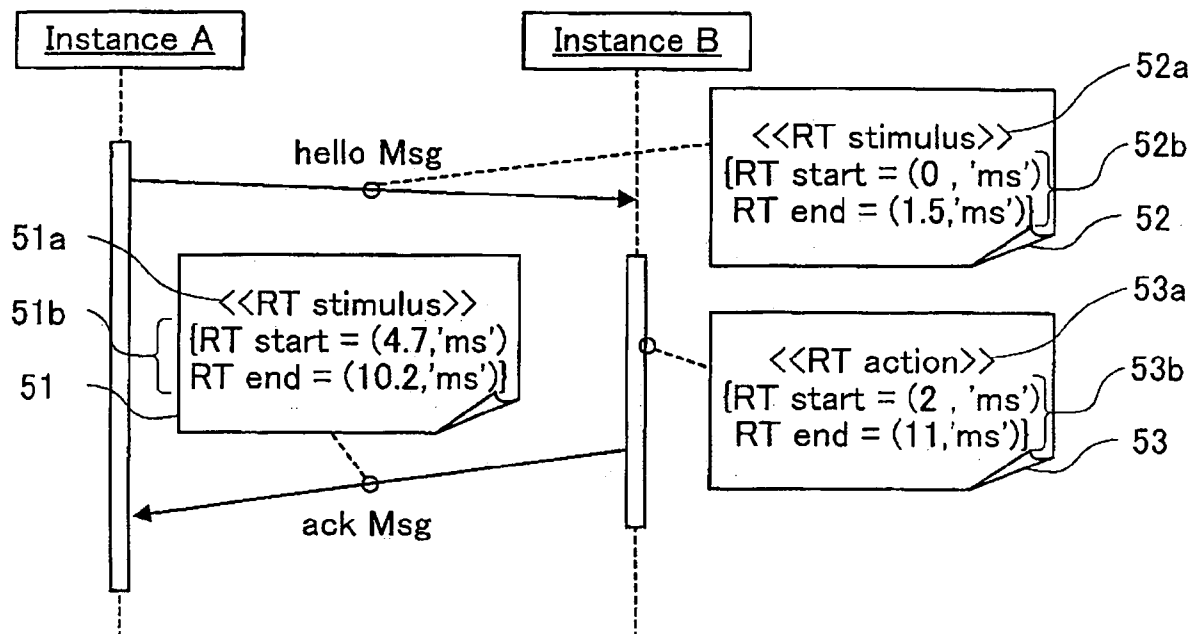 Instance A
Instance B
52a
<<RT stimulus>>
hello Msg
{RT start = (0 , 'ms')
52b
RT end = (1.5,'ms')}
52
51a
<<RT stimulus>>
53a
51b
{RT start = (4.7,'ms')
<<RT action>>
RT end = (10.2,'ms')}
51
{RT start = (2 , 'ms')
53b
RT end = (11,'ms')}
53
ack Msg